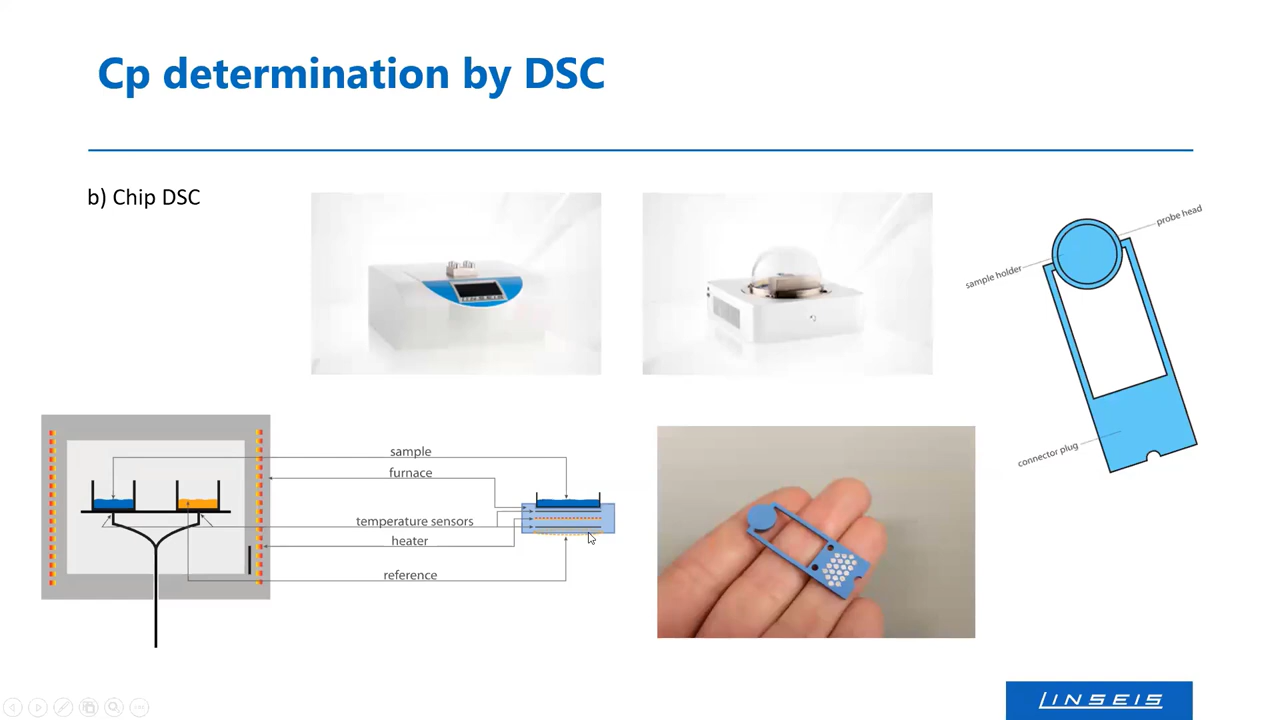 Cp determination by DSC
b) Chip DSC
probe head
sample holder
connector plug
sample
furnace
temperature sensors
heater
reference
LINSEIS